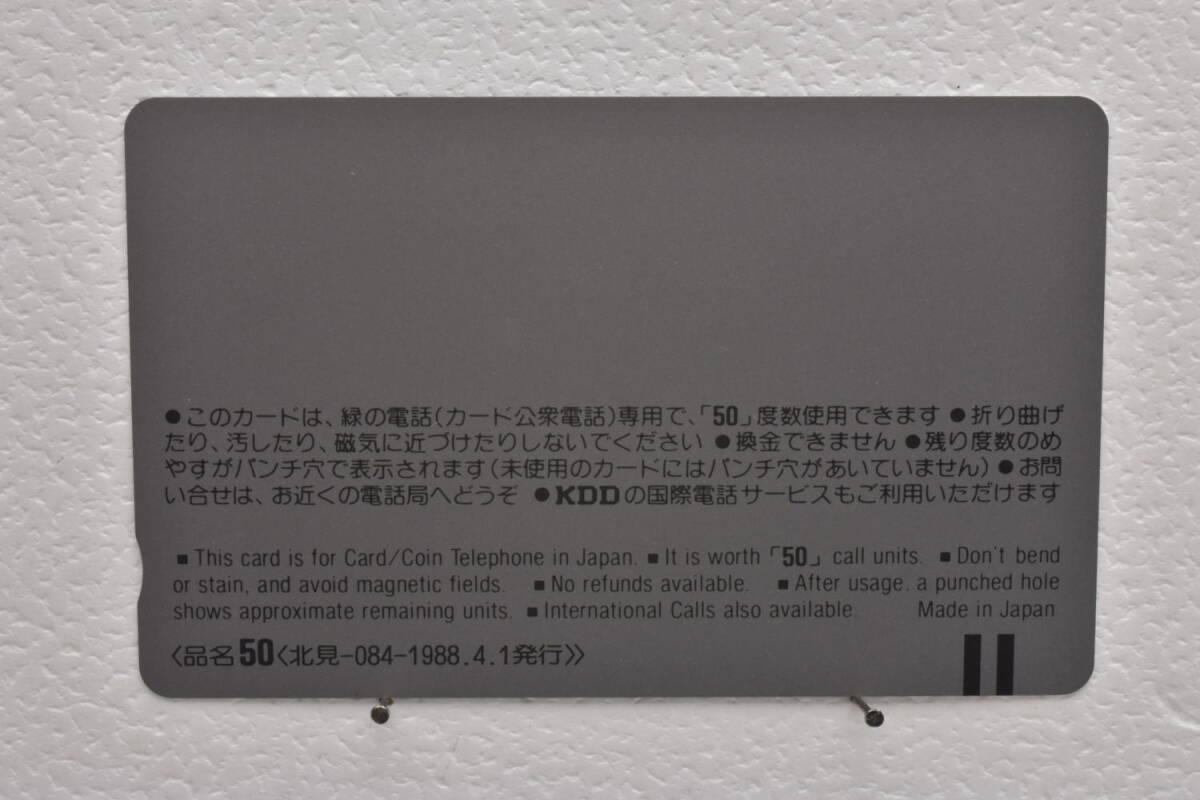 ●このカードは、緑の電話(カード公衆電話)専用で、「50」度数使用できます ●折り曲げ
たり、汚したり、磁気に近づけたりしないでください ●換金できません ●残り度数のめ
やすがパンチ穴で表示されます(未使用のカードにはパンチ穴があいていません) ●お問
い合せは、お近くの電話局へどうぞ ●KDDの国際電話サービスもご利用いただけます
■ This card is for Card/Coin Telephone in Japan. ■ It is worth「50」call units. ■ Don't bend
or stain, and avoid magnetic fields. ■ No refunds available. ■ After usage. a punched hole
shows approximate remaining units. ■ International Calls also available. Made in Japan
〈品名50〈北見-084-1988.4.1発行〉〉